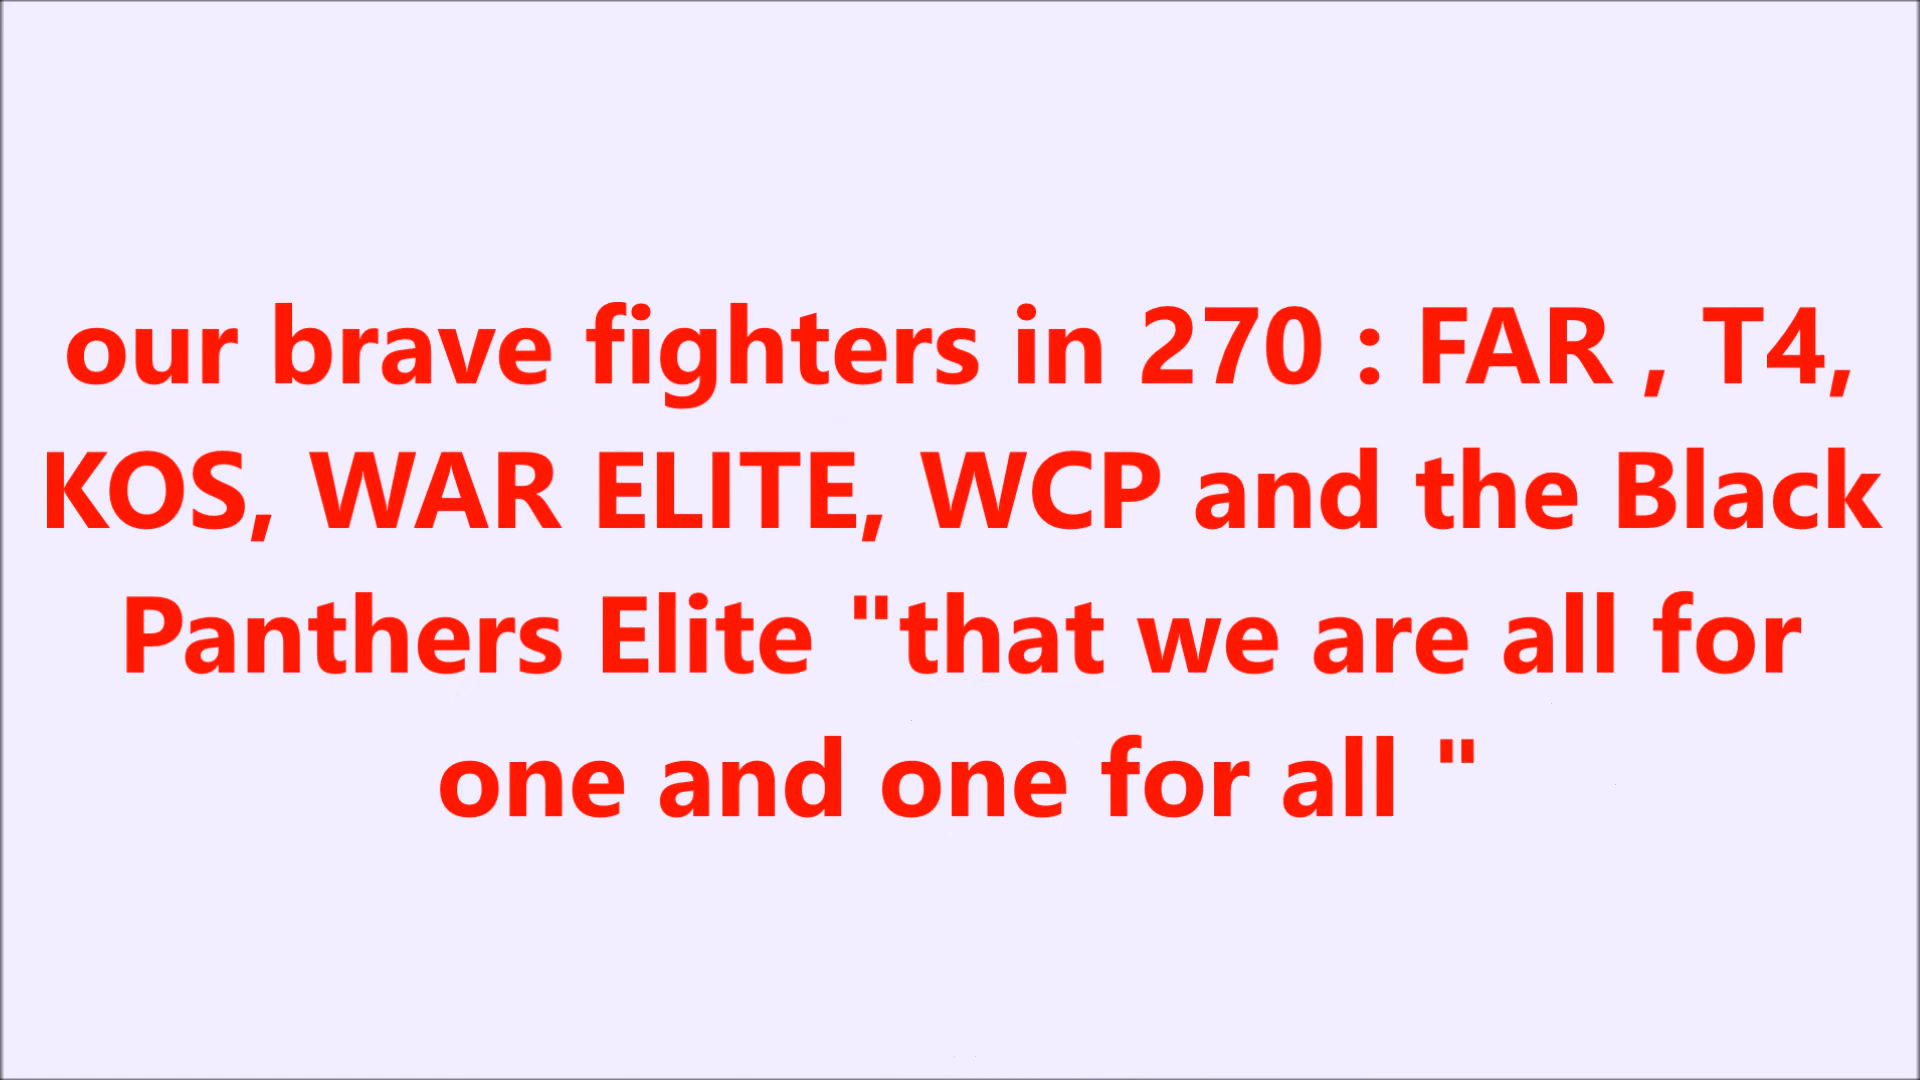 our brave fighters in 270 : FAR , T4,
KOS, WAR ELITE, WCP and the Black
Panthers Elite "that we are all for
one and one for all "